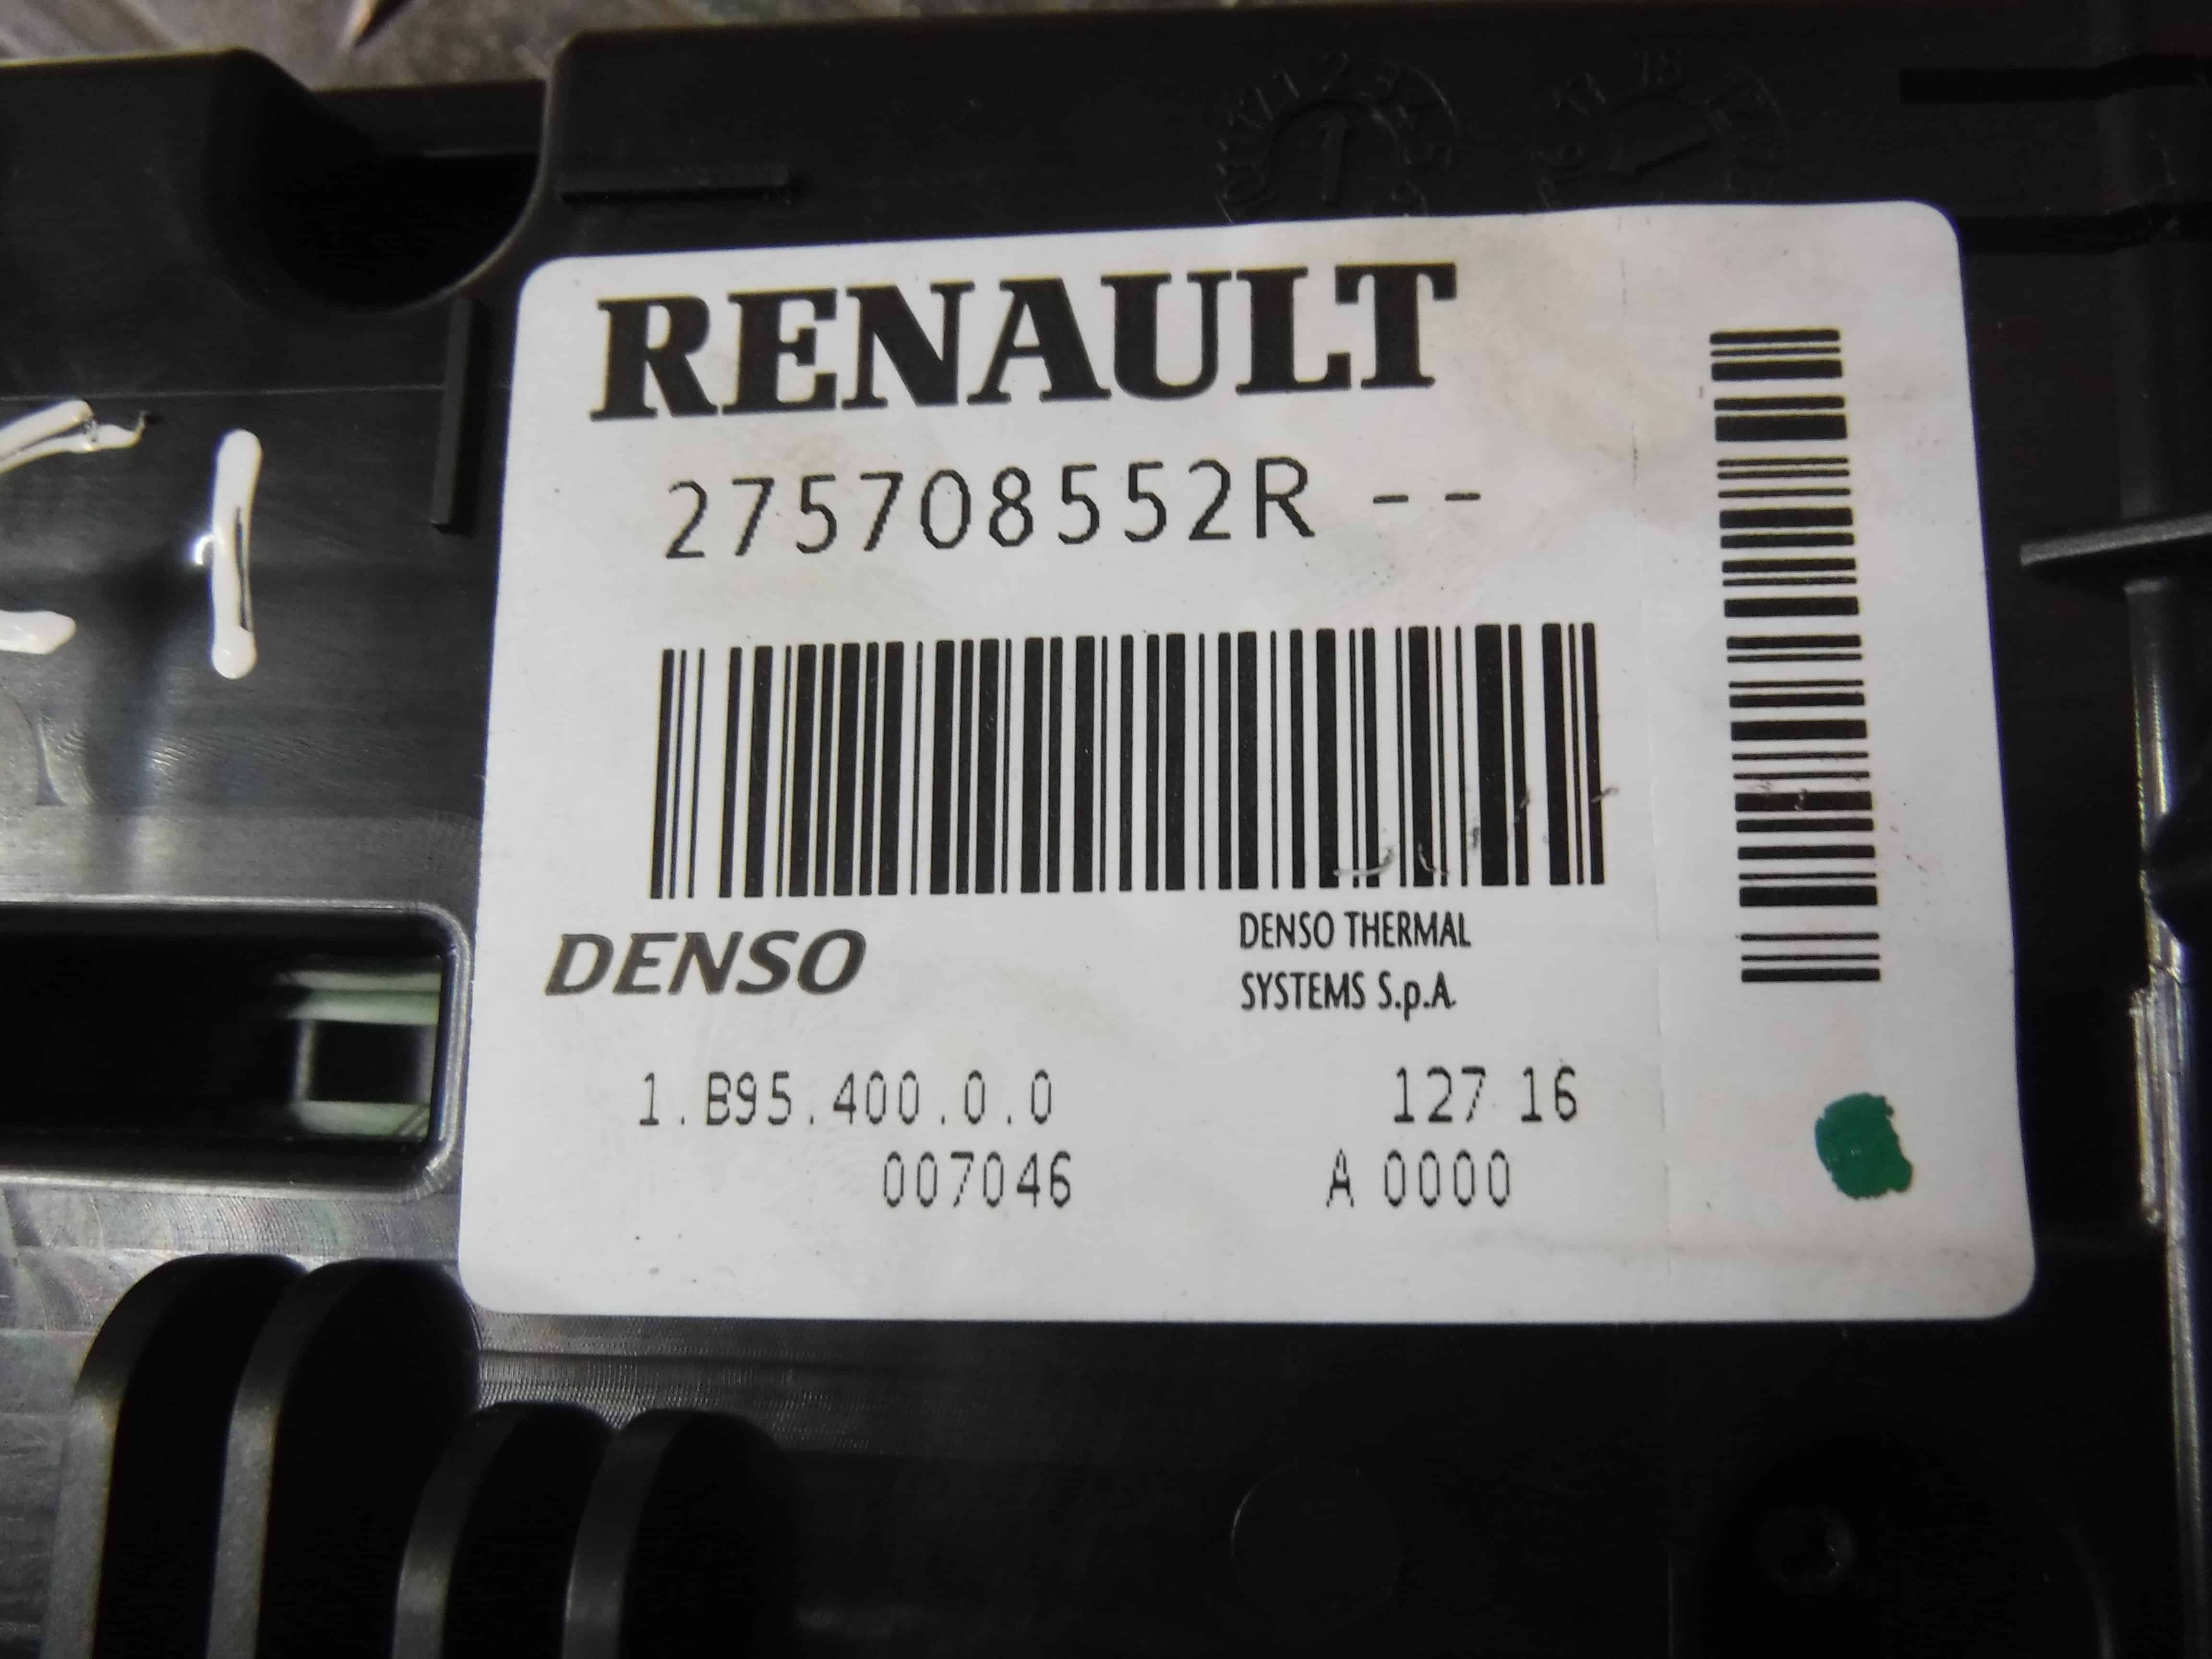 RENAULT
275708552R --
DENSO
DENSO THERMAL
SYSTEMS S.p.A.
1.B95.400.0.0
127 16
007046
A 0000